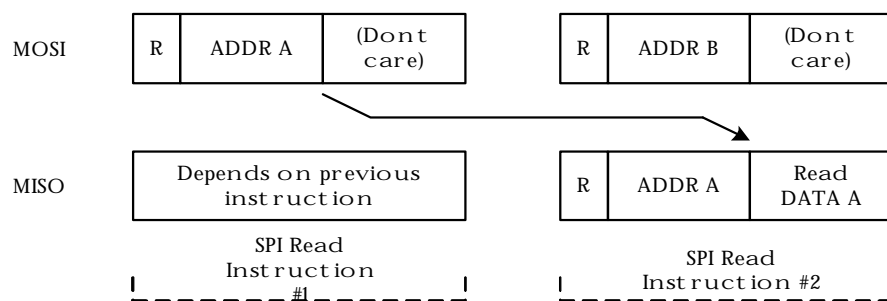 MOSI
R
ADDR A
(Dont
care)
R
ADDR B
(Dont
care)
MISO
Depends on previous
instruction
R
ADDR A
Read
DATA A
SPI Read
Instruction
#1
SPI Read
Instruction #2